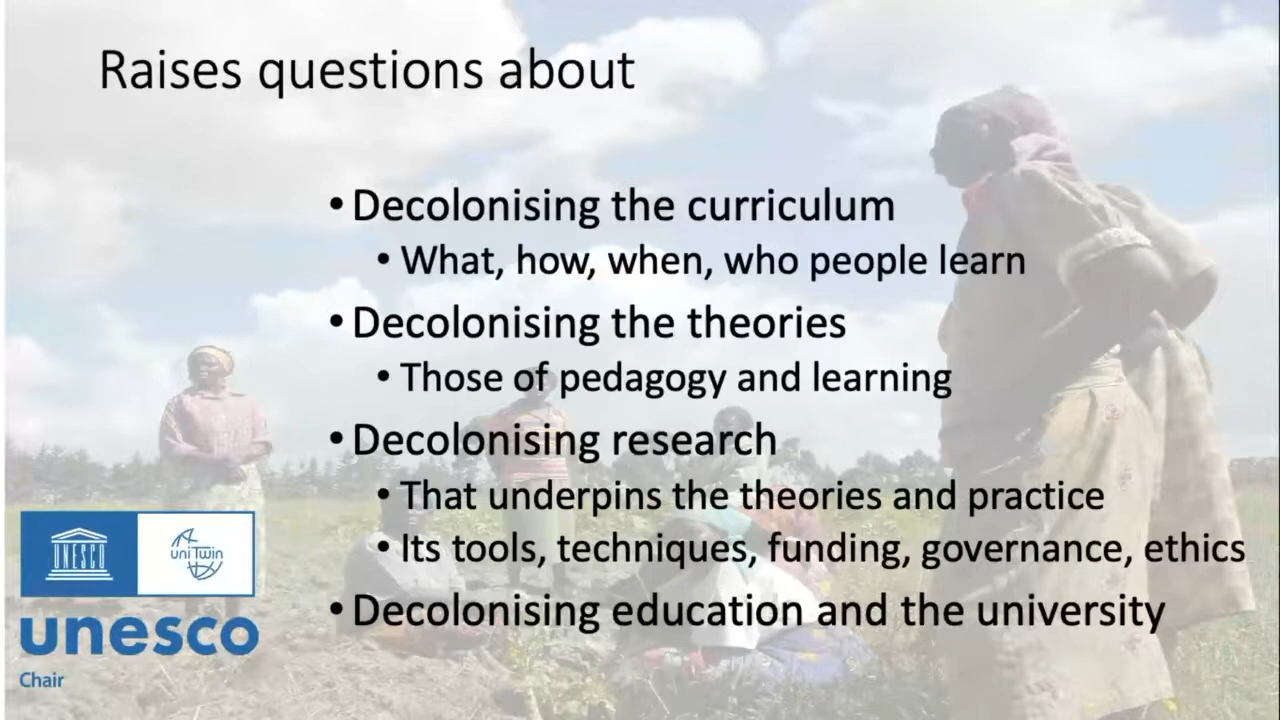 Raises questions about
• Decolonising the curriculum
• What, how, when, who people learn
• Decolonising the theories
• Those of pedagogy and learning
• Decolonising research
• That underpins the theories and practice
• Its tools, techniques, funding, governance, ethics
• Decolonising education and the university
UNESCO
uniTwin
unesco
Chair